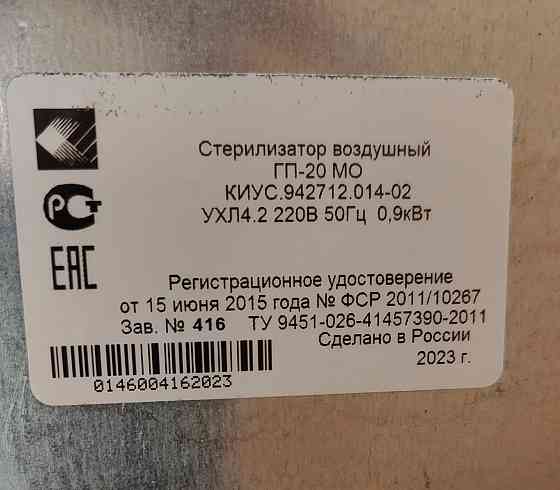 Стерилизатор воздушный
ГП-20 МО
КИУС.942712.014-02
УХЛ4.2 220В 50Гц 0,9кВт
РСТ
ЕАС
Регистрационное удостоверение
от 15 июня 2015 года № ФСР 2011/10267
Зав. № 416 ТУ 9451-026-41457390-2011
Сделано в России
2023 г.
0146004162023